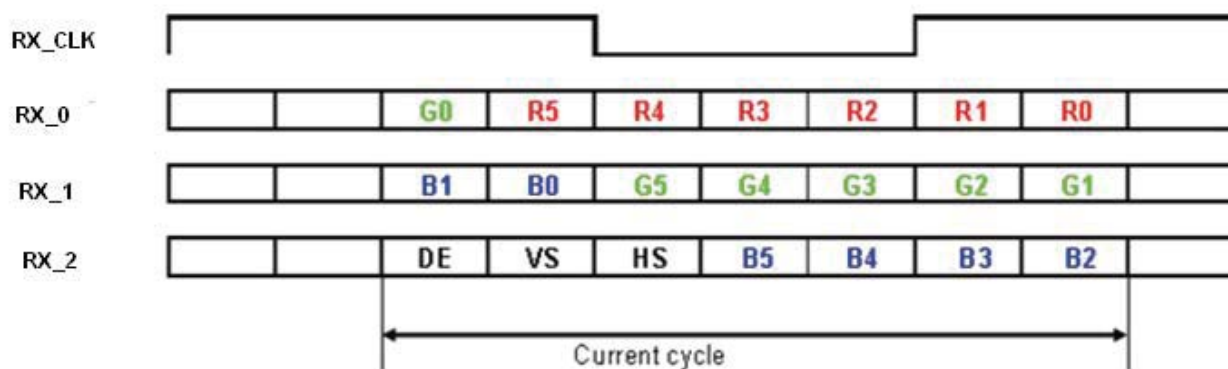 RX_CLK
RX_0 G0 R5 R4 R3 R2 R1 R0
RX_1 B1 B0 G5 G4 G3 G2 G1
RX_2 DE VS HS B5 B4 B3 B2
Current cycle